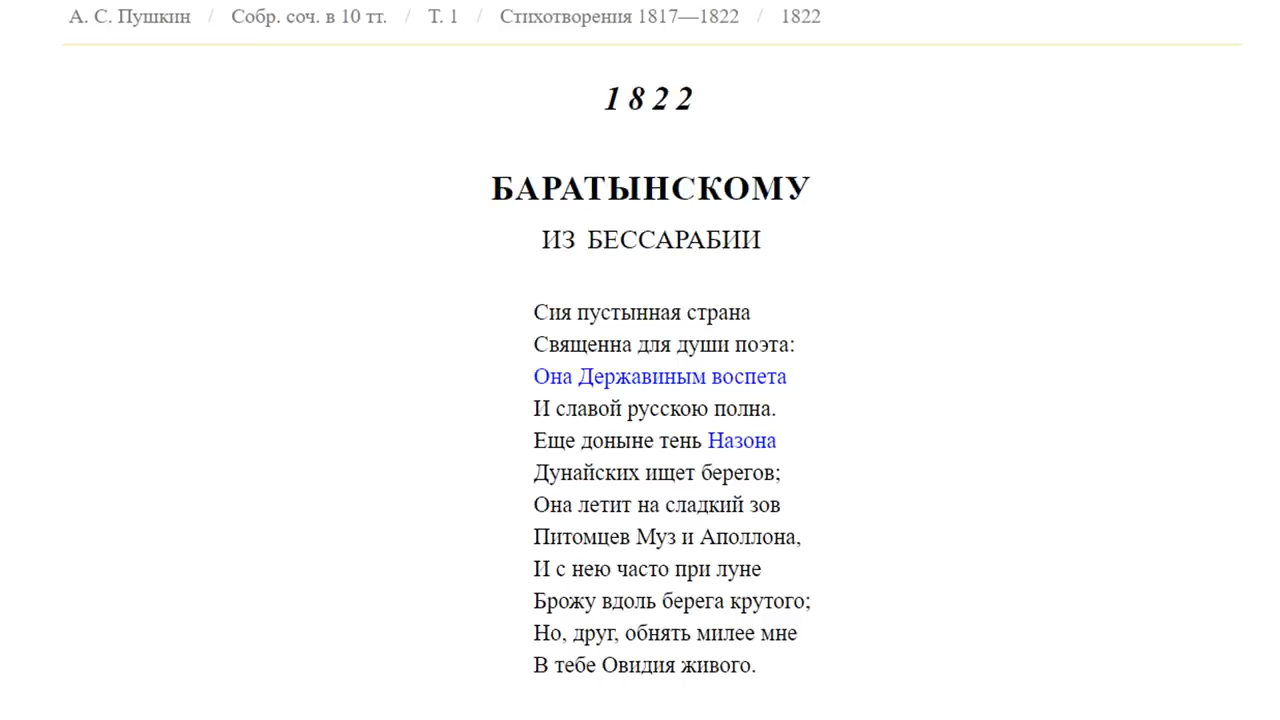 А. С. Пушкин / Собр. соч. в 10 тт. / Т. 1 / Стихотворения 1817—1822 / 1822
1822
БАРАТЫНСКОМУ
ИЗ БЕССАРАБИИ
Сия пустынная страна
Священна для души поэта:
Она Державиным воспета
И славой русскою полна.
Еще доныне тень Назона
Дунайских ищет берегов;
Она летит на сладкий зов
Питомцев Муз и Аполлона,
И с нею часто при луне
Брожу вдоль берега крутого;
Но, друг, обнять милее мне
В тебе Овидия живого.